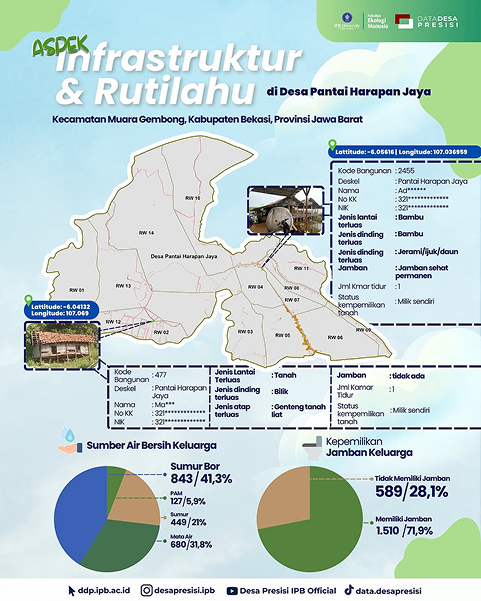 IPB University
Fakultas
Ekologi
Manusia
DATA DESA
PRESISI
ASPEK
Infrastruktur
& Rutilahu di Desa Pantai Harapan Jaya
Kecamatan Muara Gembong, Kabupaten Bekasi, Provinsi Jawa Barat
Lattitude: -6.05616 | Longitude: 107.036959
Kode Bangunan : 2455
Deskel : Pantai Harapan Jaya
Nama : Ad******
No KK : 321*************
NIK : 321*************
Jenis lantai terluas : Bambu
Jenis dinding terluas : Bambu
Jenis dinding terluas : Jerami/ijuk/daun
Jamban : Jamban sehat permanen
Jml Kmar tidur : 1
Status kempemilikan tanah : Milik sendiri
RW 10
RW 14
Desa Pantai Harapan Jaya
RW 01
RW 13
RW 12
RW 02
RW 11
RW 04
RW 08
RW 07
RW 03
RW 05
RW 06
RW 09
Lattitude: -6.04132
Longitude: 107.069
Kode Bangunan : 477
Deskel : Pantai Harapan Jaya
Nama : Ma***
No KK : 321*************
NIK : 321*************
Jenis Lantai Terluas : Tanah
Jenis dinding terluas : Bilik
Jenis atap terluas : Genteng tanah liat
Jamban : tidak ada
Jml Kamar Tidur : 1
Status kempemilikan tanah : Milik sendiri
Sumber Air Bersih Keluarga
Sumur Bor
843/41,3%
PAM
127/5,9%
Sumur
449/21%
Mata Air
680/31,8%
Kepemilikan
Jamban Keluarga
Tidak Memiliki Jamban
589/28,1%
Memiliki Jamban
1.510 /71,9%
ddp.ipb.ac.id
desapresisi.ipb
Desa Presisi IPB Official
data.desapresisi